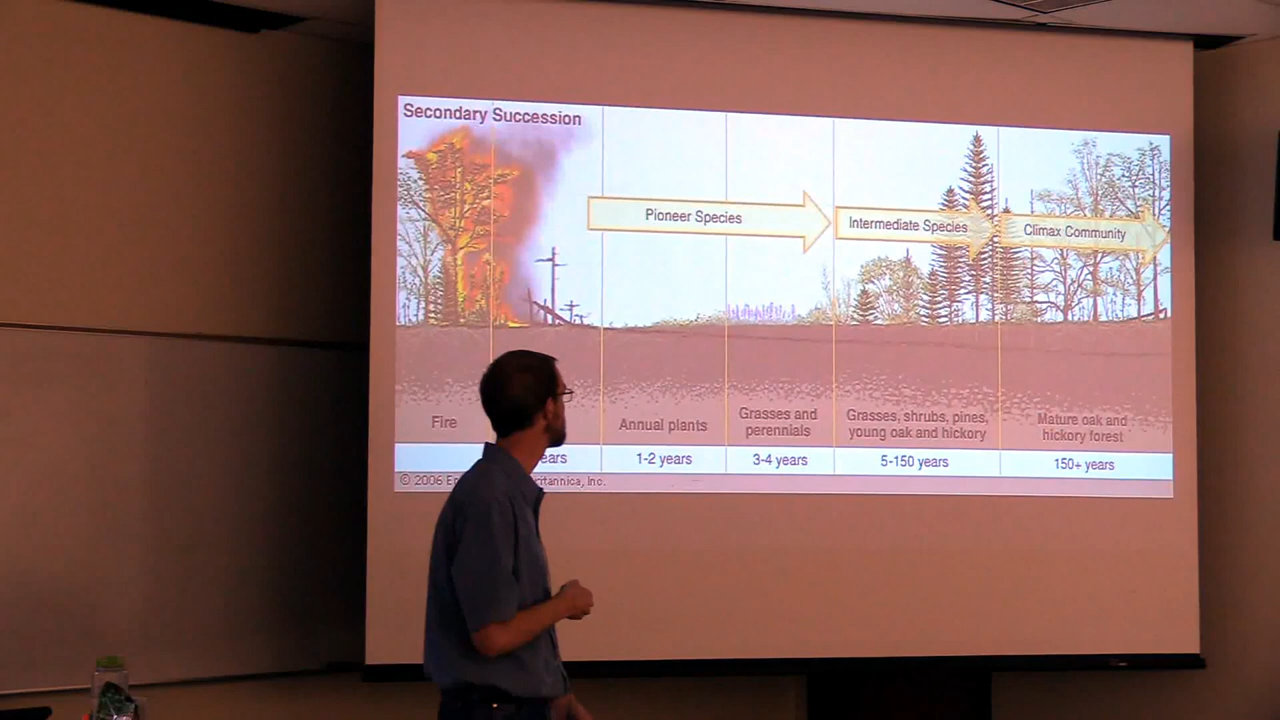 Secondary Succession
Pioneer Species
Intermediate Species
Climax Community
Fire
Annual plants
Grasses and
perennials
Grasses, shrubs, pines,
young oak and hickory
Mature oak and
hickory forest
1-2 years
3-4 years
5-150 years
150+ years
© 2006 Inc.